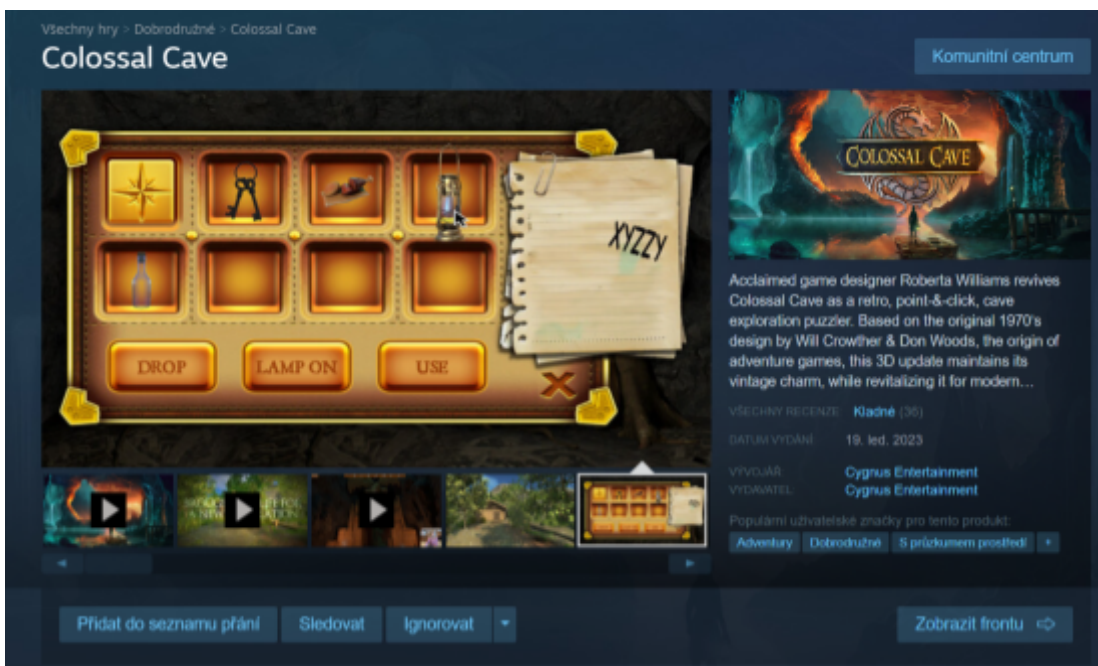 Všechny hry > Dobrodružné > Colossal Cave
Colossal Cave
Komunitní centrum
XYZZY
DROP
LAMP ON
USE
COLOSSAL CAVE
Acclaimed game designer Roberta Williams revives
Colossal Cave as a retro, point-&-click, cave
exploration puzzler. Based on the original 1970's
design by Will Crowther & Don Woods, the origin of
adventure games, this 3D update maintains its
vintage charm, while revitalizing it for modern…
VŠECHNY RECENZE: Kladné (36)
DATUM VYDÁNÍ: 19. led. 2023
VÝVOJÁŘ: Cygnus Entertainment
VYDAVATEL: Cygnus Entertainment
Populární uživatelské značky pro tento produkt:
Adventury Dobrodružné S průzkumem prostředí +
Přidat do seznamu přání Sledovat Ignorovat
Zobrazit frontu